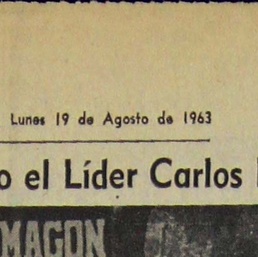 Lunes 19 de Agosto de 1963
o el Líder Carlos
MAGON